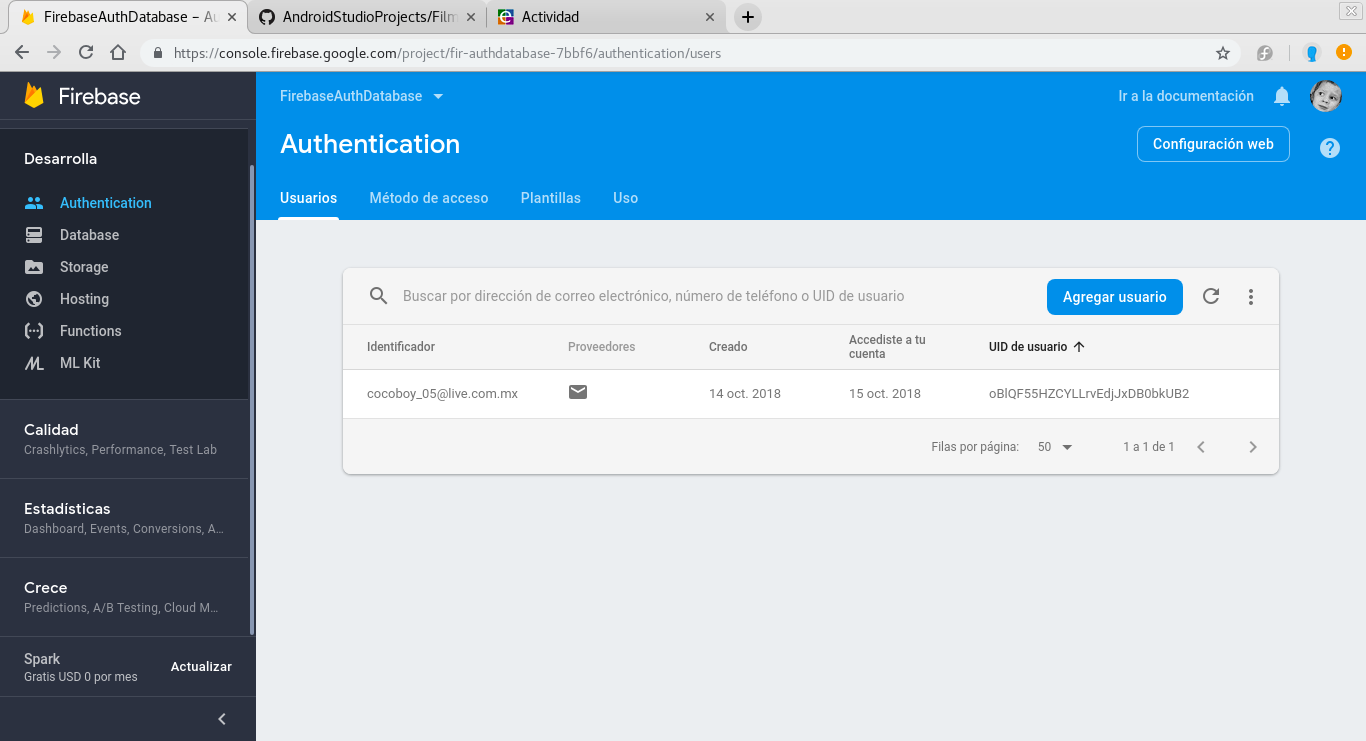 FirebaseAuthDatabase – Au
AndroidStudioProjects/Film
Actividad
https://console.firebase.google.com/project/fir-authdatabase-7bbf6/authentication/users
Firebase
FirebaseAuthDatabase
Ir a la documentación
Authentication
Configuración web
Usuarios
Método de acceso
Plantillas
Uso
Desarrolla
Authentication
Database
Storage
Hosting
Functions
ML Kit
Calidad
Crashlytics, Performance, Test Lab
Estadísticas
Dashboard, Events, Conversions, A…
Crece
Predictions, A/B Testing, Cloud M…
Spark
Gratis USD 0 por mes
Actualizar
Buscar por dirección de correo electrónico, número de teléfono o UID de usuario
Agregar usuario
Identificador
Proveedores
Creado
Accediste a tu
cuenta
UID de usuario
cocoboy_05@live.com.mx
14 oct. 2018
15 oct. 2018
oBlQF55HZCYLLrvEdjJxDB0bkUB2
Filas por página:
50
1 a 1 de 1